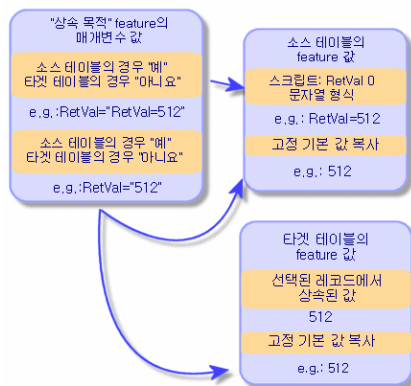 "상속 목적" feature의
매개변수 값
소스 테이블의 경우 "예"
타겟 테이블의 경우 "아니요"
e.g.:RetVal="RetVal=512"
소스 테이블의 경우 "예"
타겟 테이블의 경우 "아니요"
e.g.:RetVal="512"
소스 테이블의
feature 값
스크립트: RetVal 0
문자열 형식
e.g.: RetVal=512
고정 기본 값 복사
e.g.: 512
타겟 테이블의
feature 값
선택된 레코드에서
상속된 값
512
고정 기본 값 복사
e.g.: 512